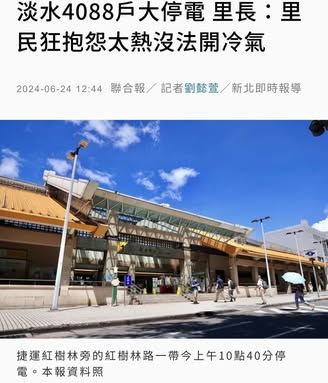 淡水4088戶大停電 里長：里
民狂抱怨太熱沒法開冷氣
2024-06-24 12:44 聯合報／ 記者劉懿萱／新北即時報導
捷運紅樹林旁的紅樹林路一帶今上午10點40分停
電。本報資料照